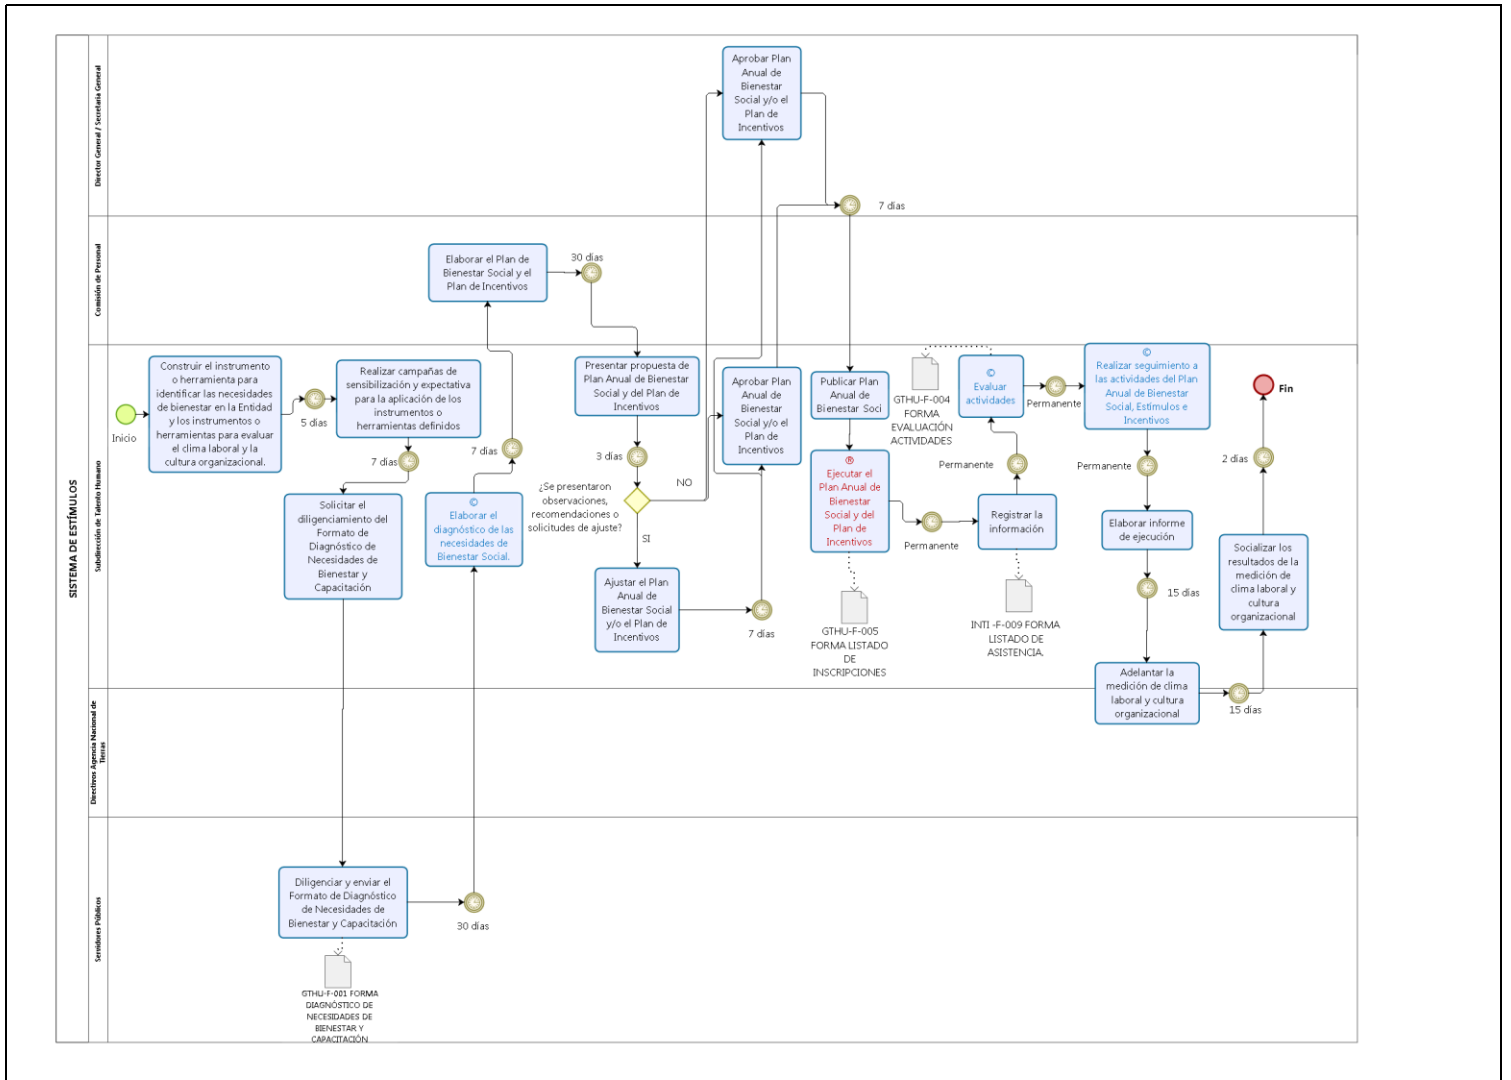 SISTEMA DE ESTÍMULOS
Director General / Secretaria General
Aprobar Plan
Anual de
Bienestar
Social y/o el
Plan de
Incentivos
7 días
Comisión de Personal
Elaborar el Plan de
Bienestar Social y el
Plan de Incentivos
30 días
Subdirección de Talento Humano
Inicio
Construir el instrumento
o herramienta para
identificar las necesidades
de bienestar en la Entidad
y los instrumentos o
herramientas para evaluar
el clima laboral y la
cultura organizacional.
5 días
Realizar campañas de
sensibilización y expectativa
para la aplicación de los
instrumentos o
herramientas definidos
7 días
Solicitar el
diligenciamiento del
Formato de
Diagnóstico de
Necesidades de
Bienestar y
Capacitación
7 días
©
Elaborar el
diagnóstico de las
necesidades de
Bienestar Social.
Presentar propuesta de
Plan Anual de Bienestar
Social y del Plan de
Incentivos
3 días
¿Se presentaron
observaciones,
recomendaciones o
solicitudes de ajuste?
NO
SI
Ajustar el Plan
Anual de
Bienestar Social
y/o el Plan de
Incentivos
7 días
Aprobar Plan
Anual de
Bienestar
Social y/o el
Plan de
Incentivos
Publicar Plan
Anual de
Bienestar Soci
®
Ejecutar el
Plan Anual de
Bienestar
Social y del
Plan de
Incentivos
GTHU-F-005
FORMA LISTADO
DE
INSCRIPCIONES
Permanente
Registrar la
información
INTI -F-009 FORMA
LISTADO DE
ASISTENCIA.
Permanente
©
Evaluar
actividades
GTHU-F-004
FORMA
EVALUACIÓN
ACTIVIDADES
Permanente
©
Realizar seguimiento a
las actividades del Plan
Anual de Bienestar
Social, Estímulos e
Incentivos
Permanente
Elaborar informe
de ejecución
15 días
Adelantar la
medición de clima
laboral y cultura
organizacional
15 días
Socializar los
resultados de la
medición de
clima laboral y
cultura
organizacional
2 días
Fin
Directivos Agencia Nacional de
Tierras
Servidores Públicos
Diligenciar y enviar el
Formato de Diagnóstico
de Necesidades de
Bienestar y Capacitación
30 días
GTHU-F-001 FORMA
DIAGNÓSTICO DE
NECESIDADES DE
BIENESTAR Y
CAPACITACIÓN